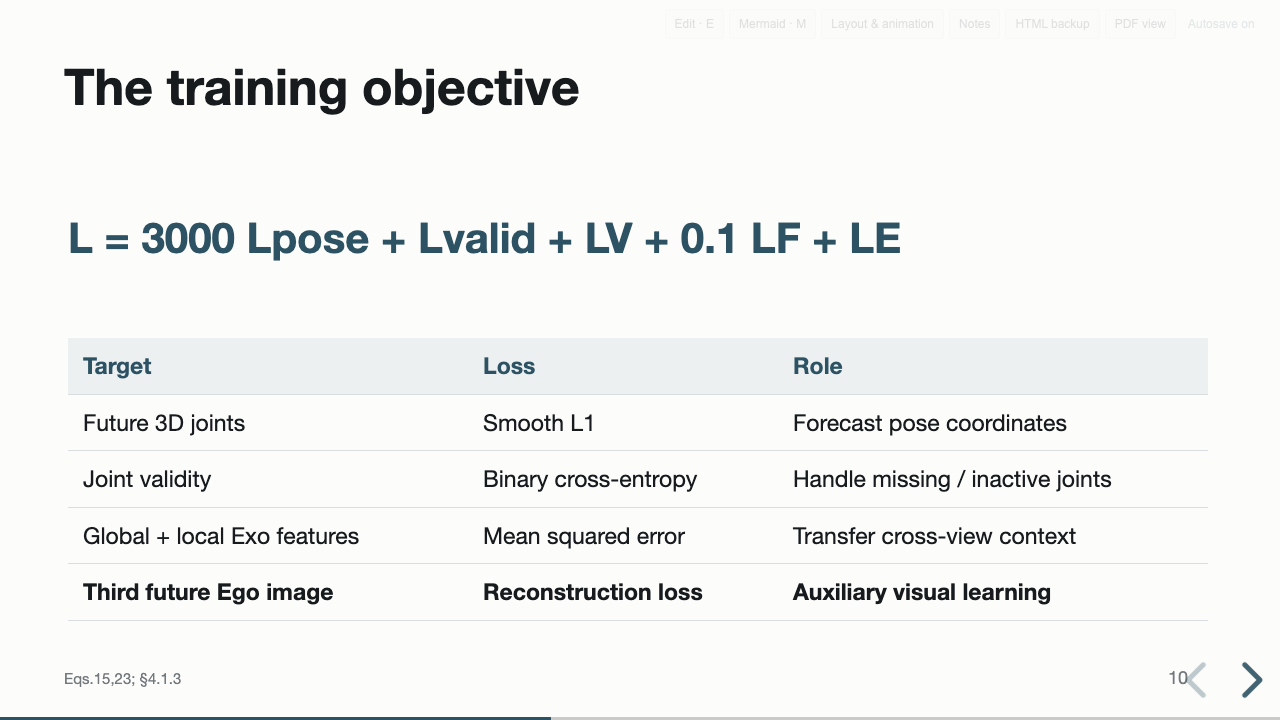 Edit · E Mermaid · M Layout & animation Notes HTML backup PDF view Autosave on
The training objective
L = 3000 Lpose + Lvalid + LV + 0.1 LF + LE
Target Loss Role
Future 3D joints Smooth L1 Forecast pose coordinates
Joint validity Binary cross-entropy Handle missing / inactive joints
Global + local Exo features Mean squared error Transfer cross-view context
Third future Ego image Reconstruction loss Auxiliary visual learning
Eqs.15,23; §4.1.3 10